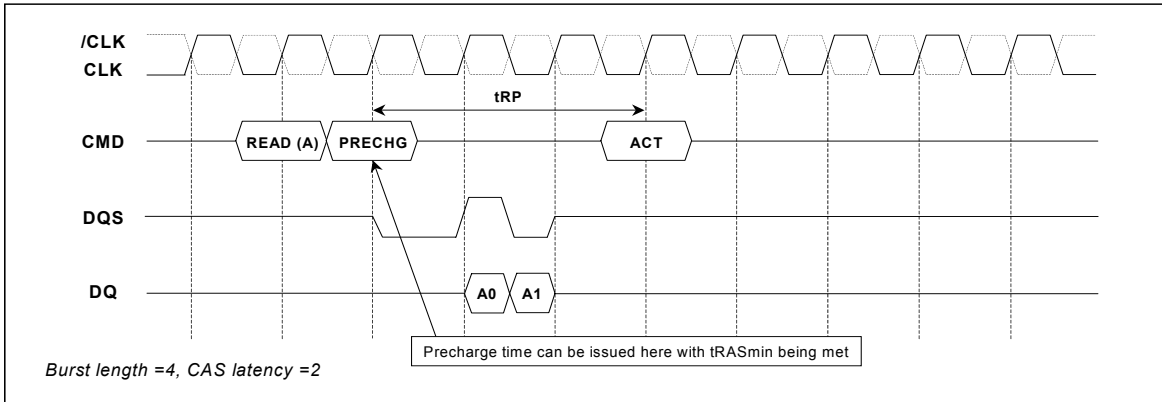 /CLK
CLK
tRP
CMD
READ (A)
PRECHG
ACT
DQS
DQ
A0
A1
Precharge time can be issued here with tRASmin being met
Burst length =4, CAS latency =2